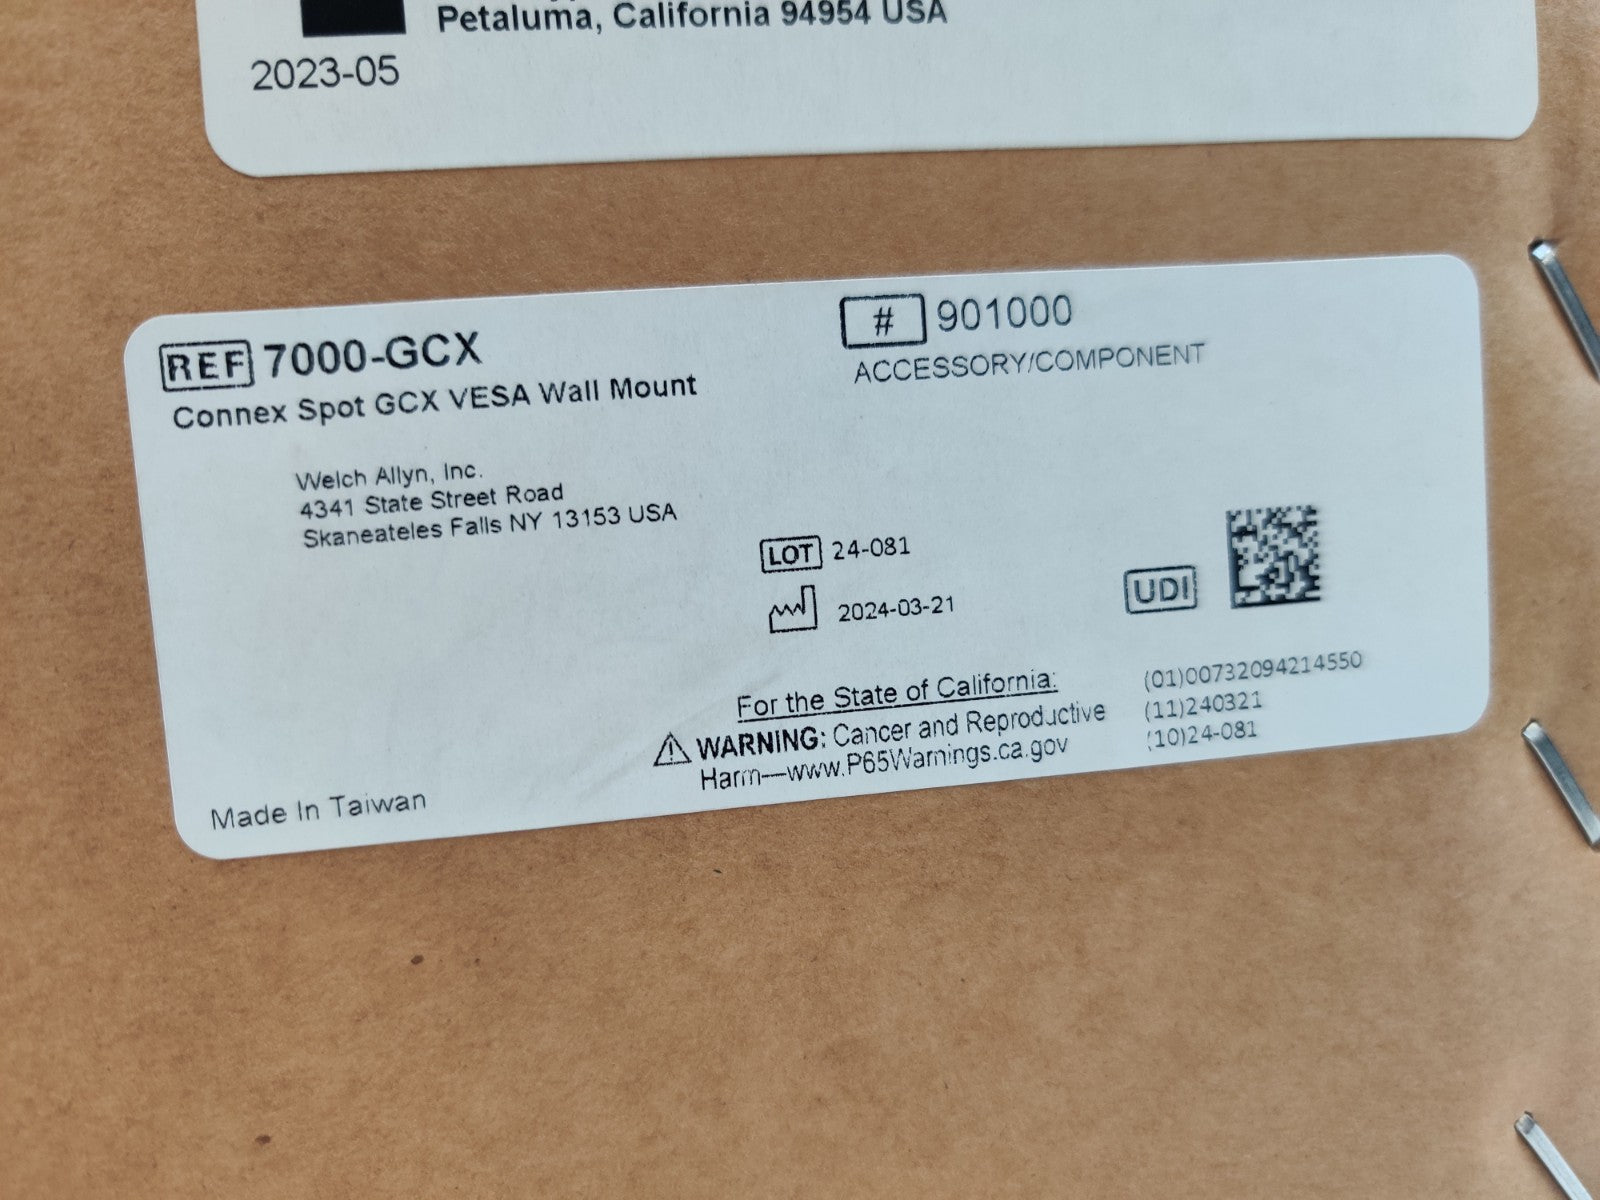 Petaluma, California 94954 USA
2023-05
REF 7000-GCX
Connex Spot GCX VESA Wall Mount
# 901000
ACCESSORY/COMPONENT
Welch Allyn, Inc.
4341 State Street Road
Skaneateles Falls NY 13153 USA
LOT 24-081
2024-03-21
UDI
For the State of California:
WARNING: Cancer and Reproductive
Harm—www.P65Warnings.ca.gov
(01)00732094214550
(11)240321
(10)24-081
Made In Taiwan